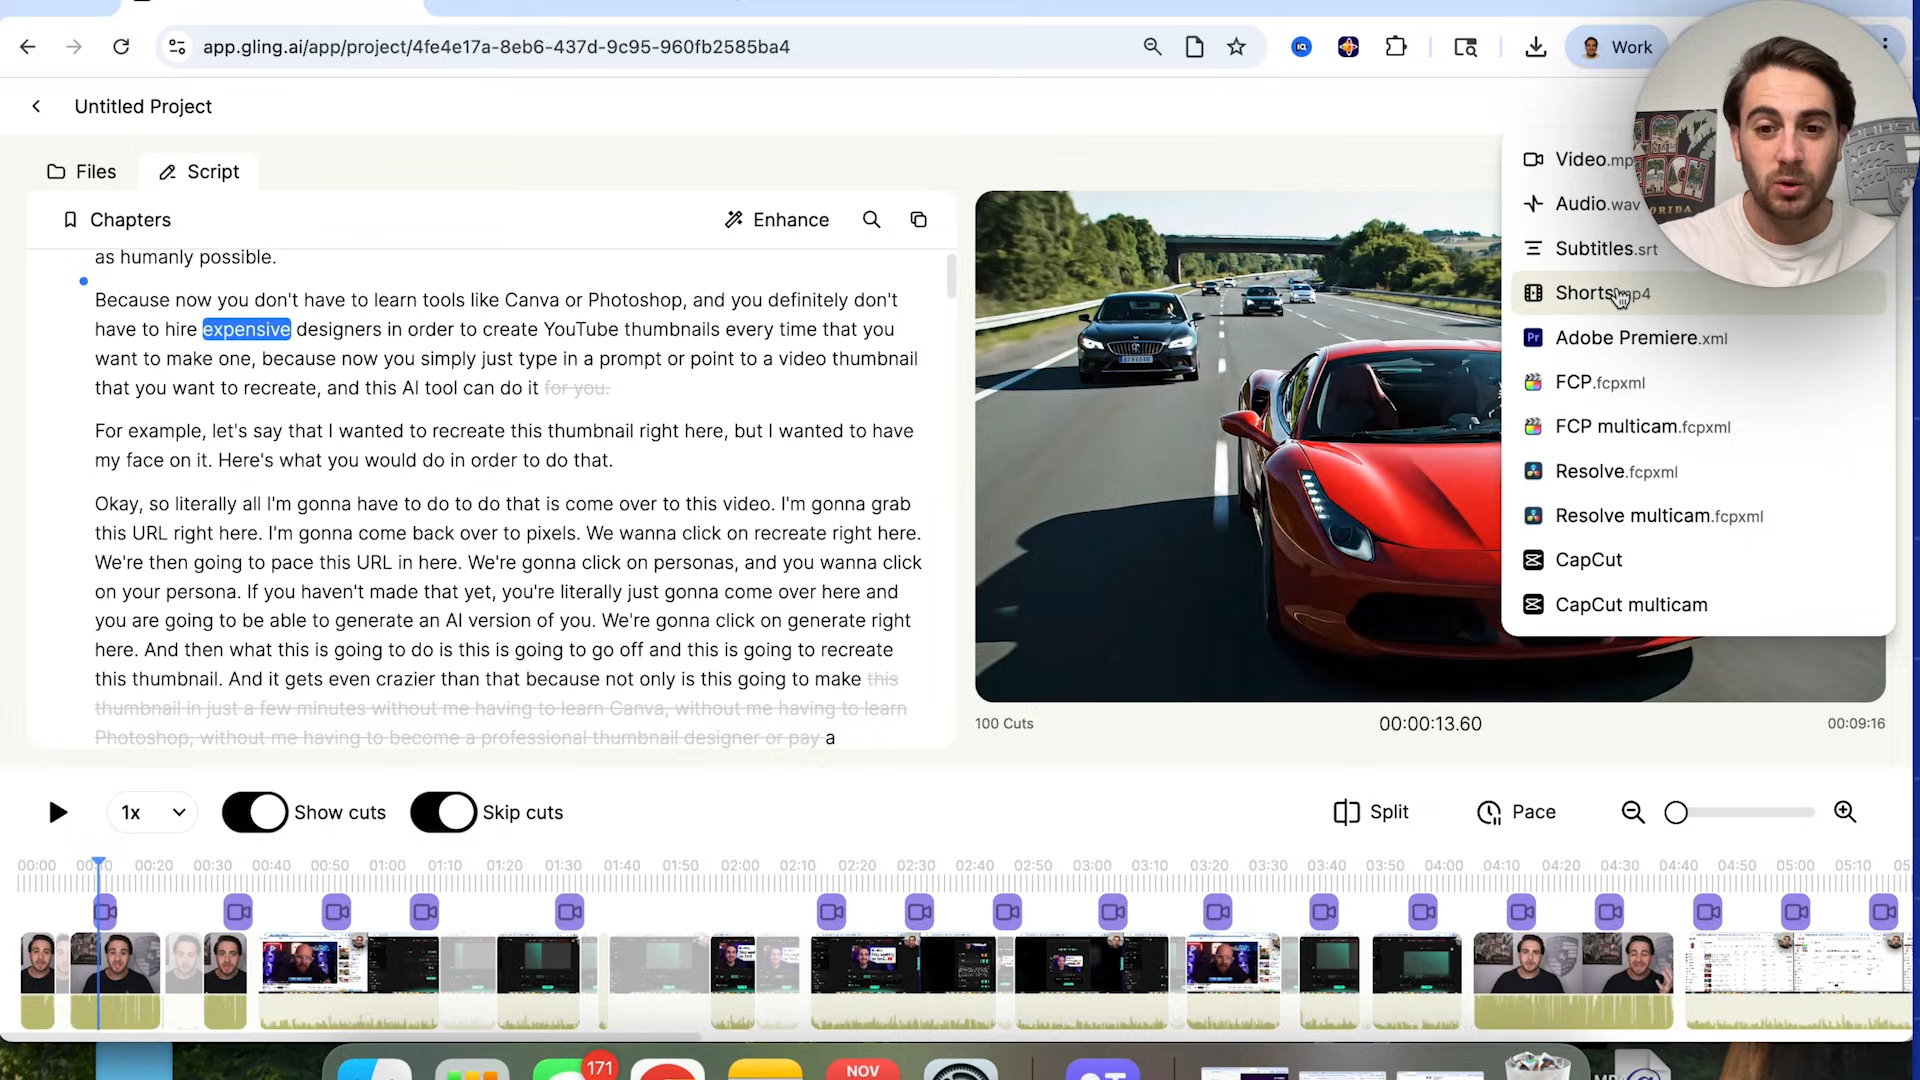 app.gling.ai/app/project/4fe4e17a-8eb6-437d-9c95-960fb2585ba4
Work
Untitled Project
Files
Script
Chapters
Enhance
as humanly possible.
Because now you don't have to learn tools like Canva or Photoshop, and you definitely don't
have to hire expensive designers in order to create YouTube thumbnails every time that you
want to make one, because now you simply just type in a prompt or point to a video thumbnail
that you want to recreate, and this AI tool can do it for you.
For example, let's say that I wanted to recreate this thumbnail right here, but I wanted to have
my face on it. Here's what you would do in order to do that.
Okay, so literally all I'm gonna have to do to do that is come over to this video. I'm gonna grab
this URL right here. I'm gonna come back over to pixels. We wanna click on recreate right here.
We're then going to pace this URL in here. We're gonna click on personas, and you wanna click
on your persona. If you haven't made that yet, you're literally just gonna come over here and
you are going to be able to generate an AI version of you. We're gonna click on generate right
here. And then what this is going to do is this is going to go off and this is going to recreate
this thumbnail. And it gets even crazier than that because not only is this going to make this
thumbnail in just a few minutes without me having to learn Canva, without me having to learn
Photoshop, without me having to become a professional thumbnail designer or pay a
Video.mp
Audio.wav
Subtitles.srt
Shorts.mp4
Adobe Premiere.xml
FCP.fcpxml
FCP multicam.fcpxml
Resolve.fcpxml
Resolve multicam.fcpxml
CapCut
CapCut multicam
100 Cuts
00:00:13.60
00:09:16
1x
Show cuts
Skip cuts
Split
Pace
00:00 00:20 00:30 00:40 00:50 01:00 01:10 01:20 01:30 01:40 01:50 02:00 02:10 02:20 02:30 02:40 02:50 03:00 03:10 03:20 03:30 03:40 03:50 04:00 04:10 04:20 04:30 04:40 04:50 05:00 05:10
171
NOV